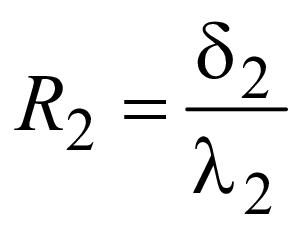 R₂ = δ₂ / λ₂